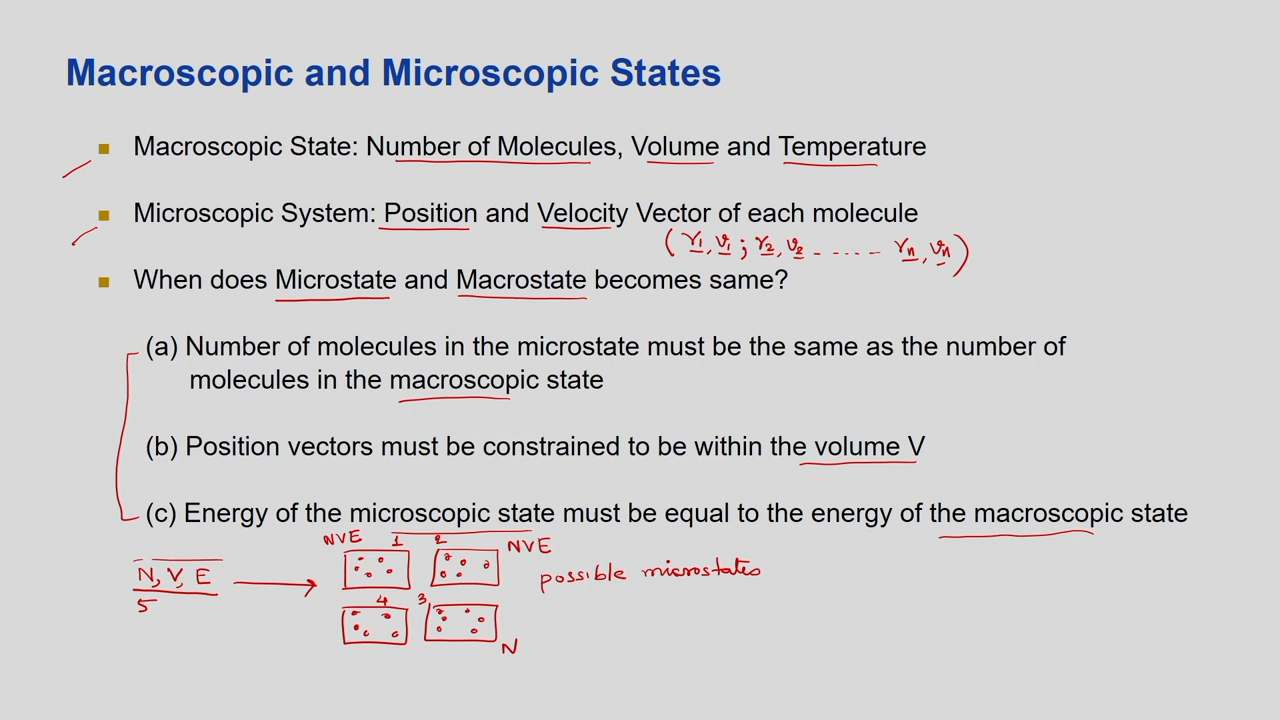 Macroscopic and Microscopic States
Macroscopic State: Number of Molecules, Volume and Temperature
Microscopic System: Position and Velocity Vector of each molecule
(r1, v1 ; r2, v2 - ..... - rn, vn)
When does Microstate and Macrostate becomes same?
(a) Number of molecules in the microstate must be the same as the number of
molecules in the macroscopic state
(b) Position vectors must be constrained to be within the volume V
(c) Energy of the microscopic state must be equal to the energy of the macroscopic state
NVE 1 2 NVE
N, V, E possible microstates
5 4 3
N